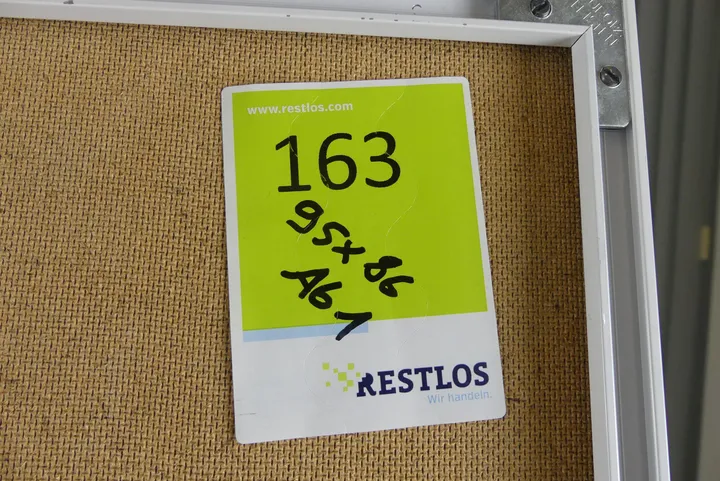 www.restlos.com
163
95x86
A61
RESTLOS
Wir handeln.